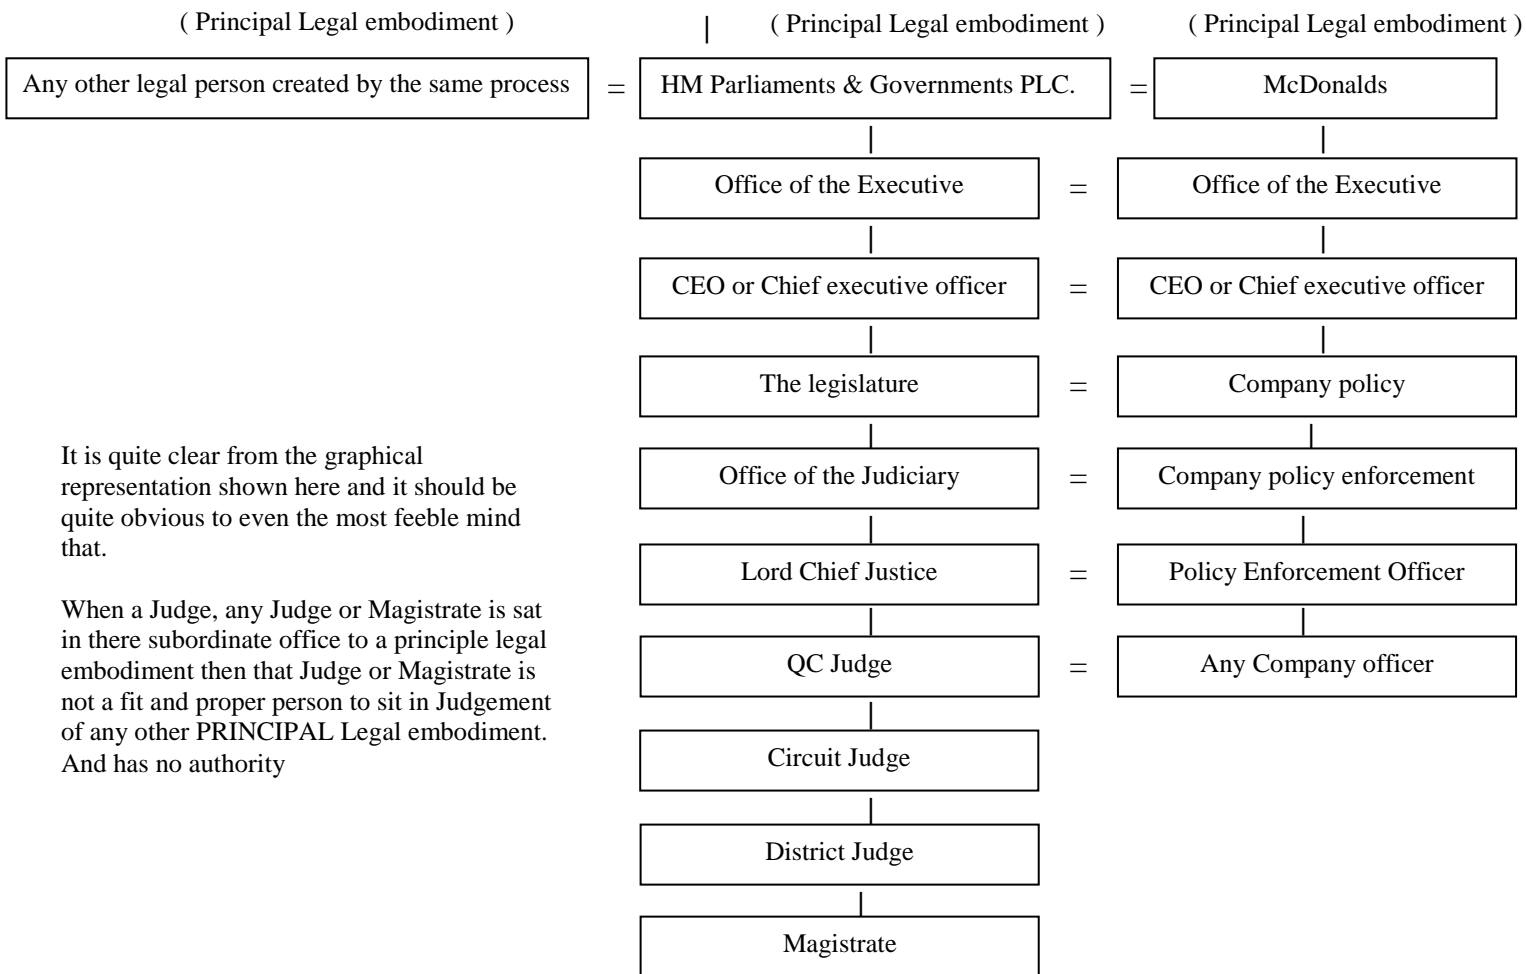 ( Principal Legal embodiment ) | ( Principal Legal embodiment ) ( Principal Legal embodiment )
Any other legal person created by the same process = HM Parliaments & Governments PLC. = McDonalds
Office of the Executive = Office of the Executive
CEO or Chief executive officer = CEO or Chief executive officer
The legislature = Company policy
Office of the Judiciary = Company policy enforcement
Lord Chief Justice = Policy Enforcement Officer
QC Judge = Any Company officer
Circuit Judge
District Judge
Magistrate
It is quite clear from the graphical
representation shown here and it should be
quite obvious to even the most feeble mind
that.
When a Judge, any Judge or Magistrate is sat
in there subordinate office to a principle legal
embodiment then that Judge or Magistrate is
not a fit and proper person to sit in Judgement
of any other PRINCIPAL Legal embodiment.
And has no authority